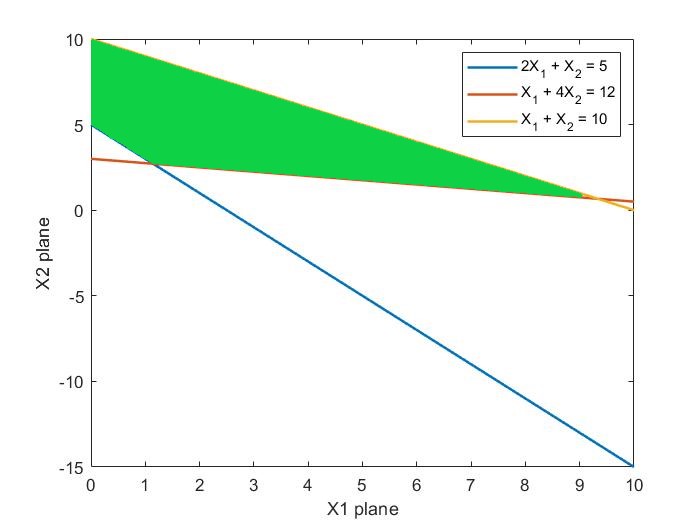 10
5
0
-5
-10
-15
X2 plane
2X₁ + X₂ = 5
X₁ + 4X₂ = 12
X₁ + X₂ = 10
0 1 2 3 4 5 6 7 8 9 10
X1 plane